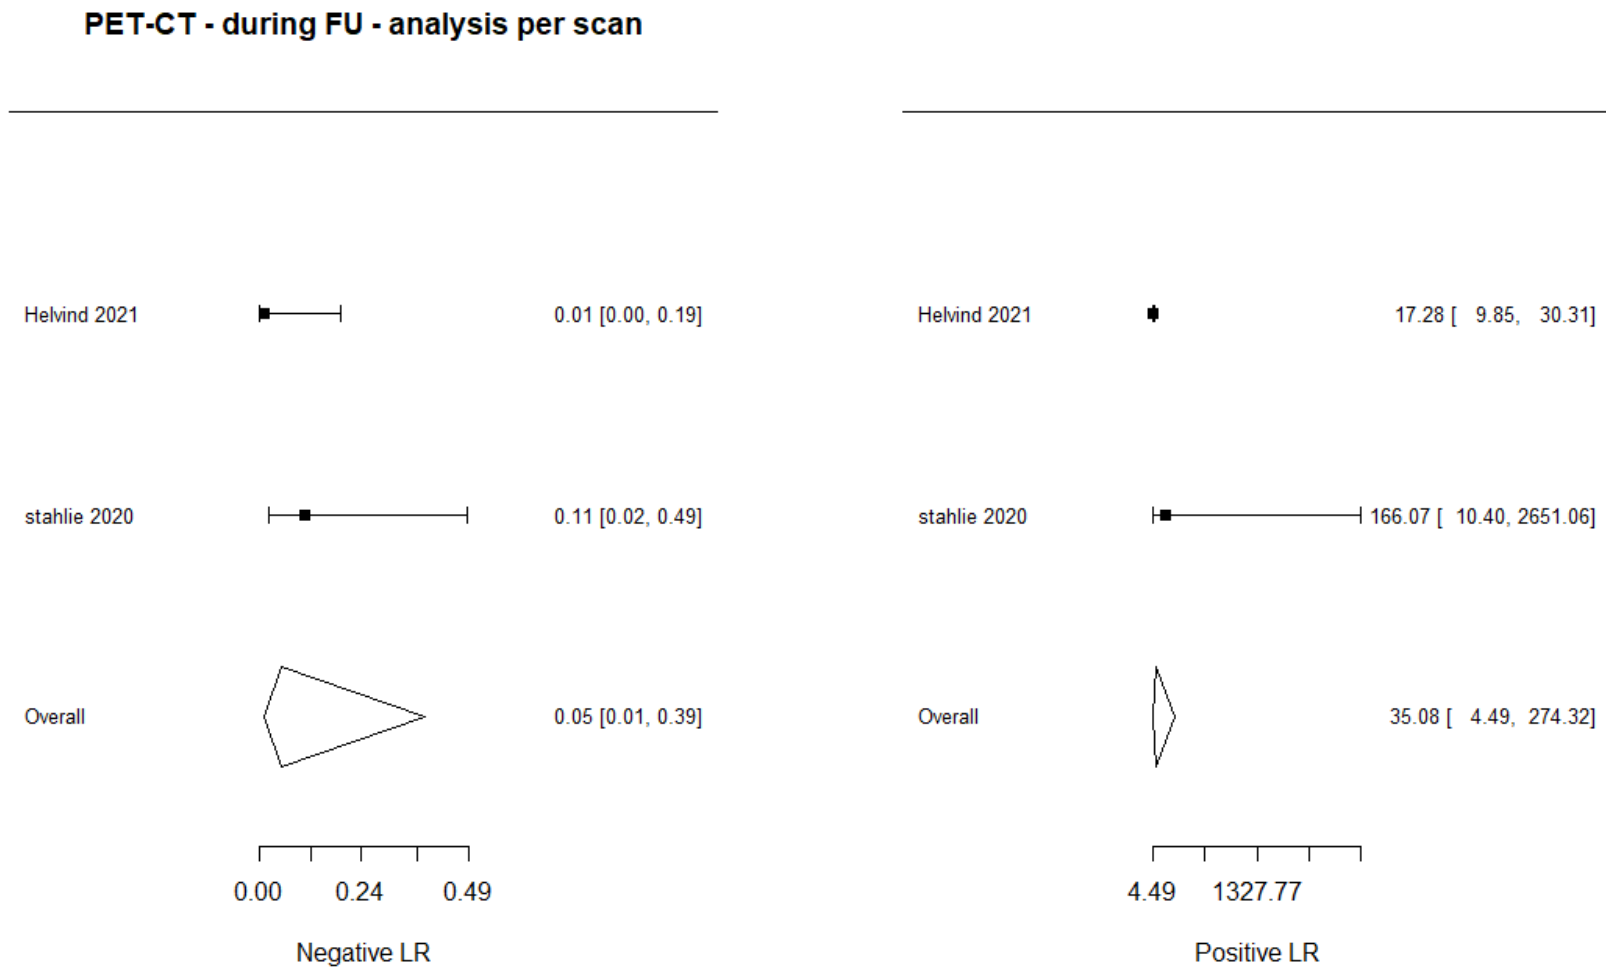 PET-CT - during FU - analysis per scan
Helvind 2021 0.01 [0.00, 0.19]
stahlie 2020 0.11 [0.02, 0.49]
Overall 0.05 [0.01, 0.39]
0.00 0.24 0.49
Negative LR
Helvind 2021 17.28 [ 9.85, 30.31]
stahlie 2020 166.07 [ 10.40, 2651.06]
Overall 35.08 [ 4.49, 274.32]
4.49 1327.77
Positive LR